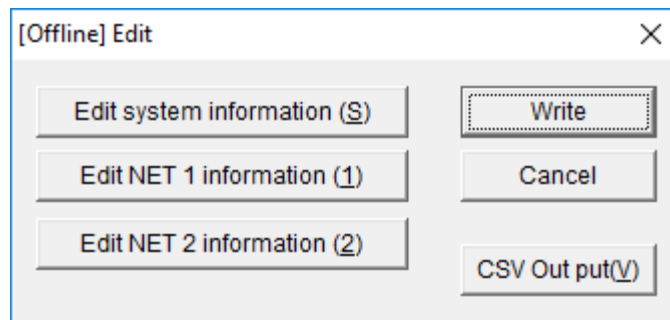 [Offline] Edit
Edit system information (S)
Write
Edit NET 1 information (1)
Cancel
Edit NET 2 information (2)
CSV Out put(V)